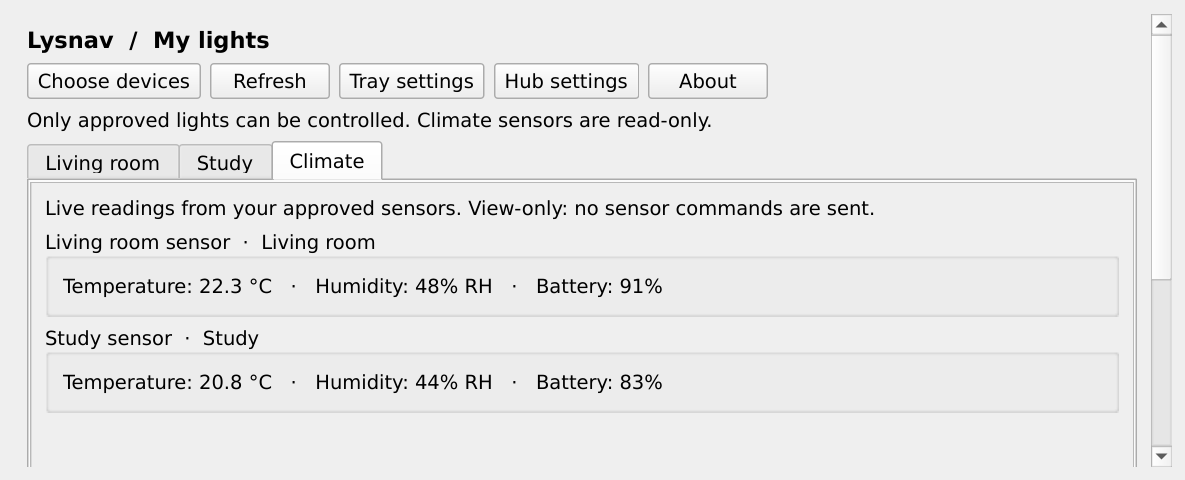 Lysnav / My lights
Choose devices Refresh Tray settings Hub settings About
Only approved lights can be controlled. Climate sensors are read-only.
Living room Study Climate
Live readings from your approved sensors. View-only: no sensor commands are sent.
Living room sensor · Living room
Temperature: 22.3 °C · Humidity: 48% RH · Battery: 91%
Study sensor · Study
Temperature: 20.8 °C · Humidity: 44% RH · Battery: 83%